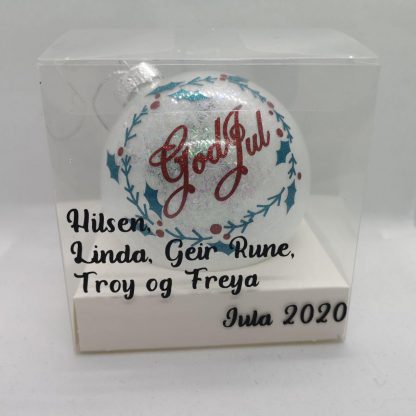 God Jul
Hilsen,
Linda, Geir Rune,
Troy og Freya
Jula 2020